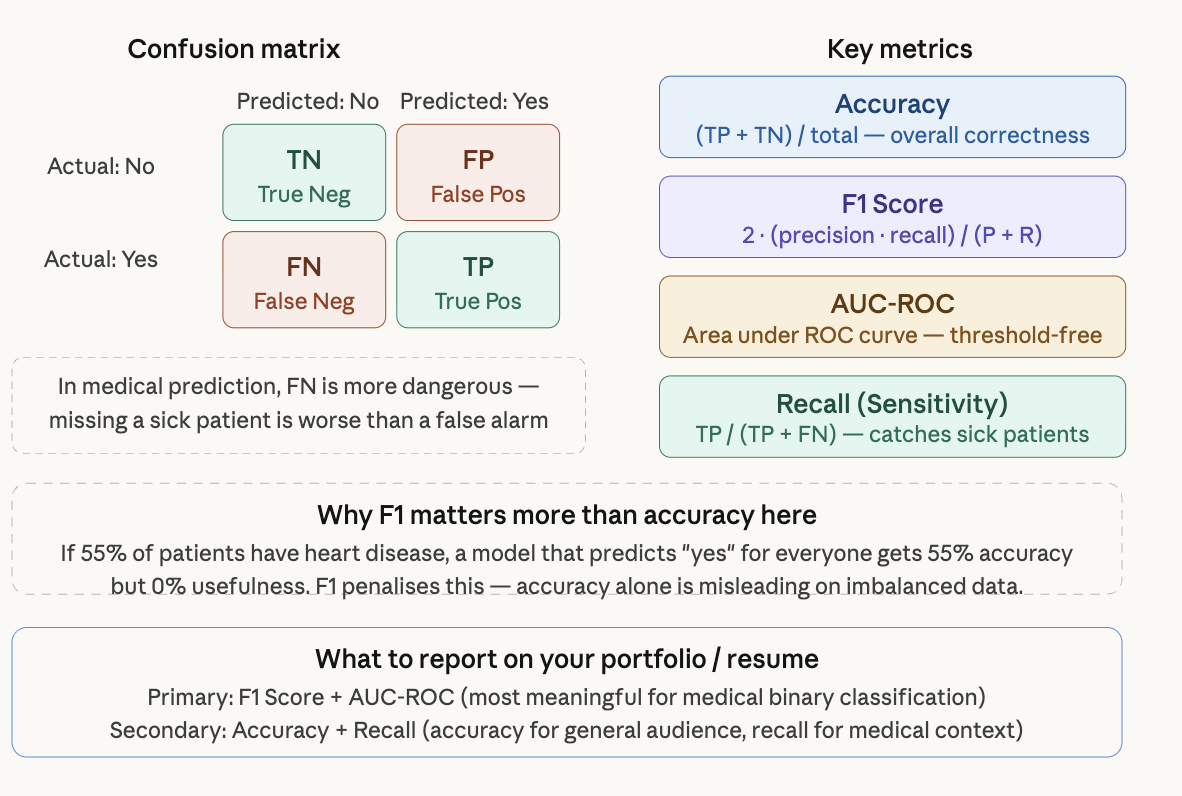 Confusion matrix
Predicted: No Predicted: Yes
Actual: No
TN
True Neg
FP
False Pos
Actual: Yes
FN
False Neg
TP
True Pos
In medical prediction, FN is more dangerous —
missing a sick patient is worse than a false alarm
Key metrics
Accuracy
(TP + TN) / total — overall correctness
F1 Score
2 · (precision · recall) / (P + R)
AUC-ROC
Area under ROC curve — threshold-free
Recall (Sensitivity)
TP / (TP + FN) — catches sick patients
Why F1 matters more than accuracy here
If 55% of patients have heart disease, a model that predicts "yes" for everyone gets 55% accuracy
but 0% usefulness. F1 penalises this — accuracy alone is misleading on imbalanced data.
What to report on your portfolio / resume
Primary: F1 Score + AUC-ROC (most meaningful for medical binary classification)
Secondary: Accuracy + Recall (accuracy for general audience, recall for medical context)